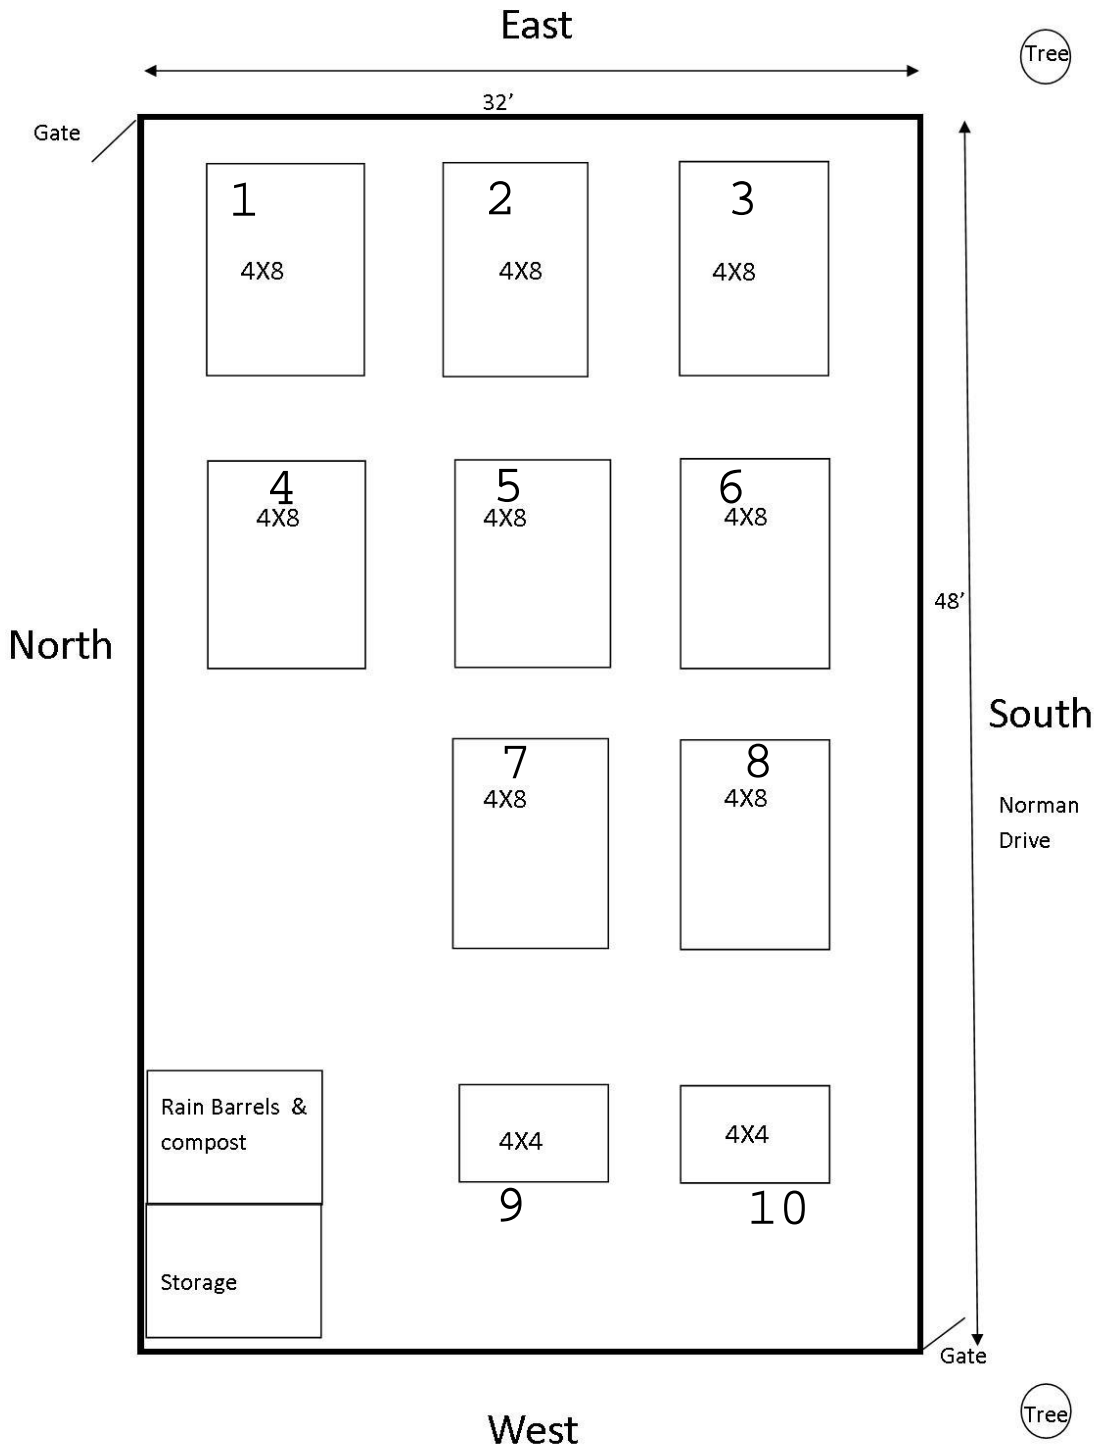 East
Tree
32’
Gate
1
2
3
4X8
4X8
4X8
4
5
6
4X8
4X8
4X8
48’
North
South
7
8
4X8
4X8
Norman
Drive
Rain Barrels &
compost
4X4
4X4
9
10
Storage
Gate
West
Tree